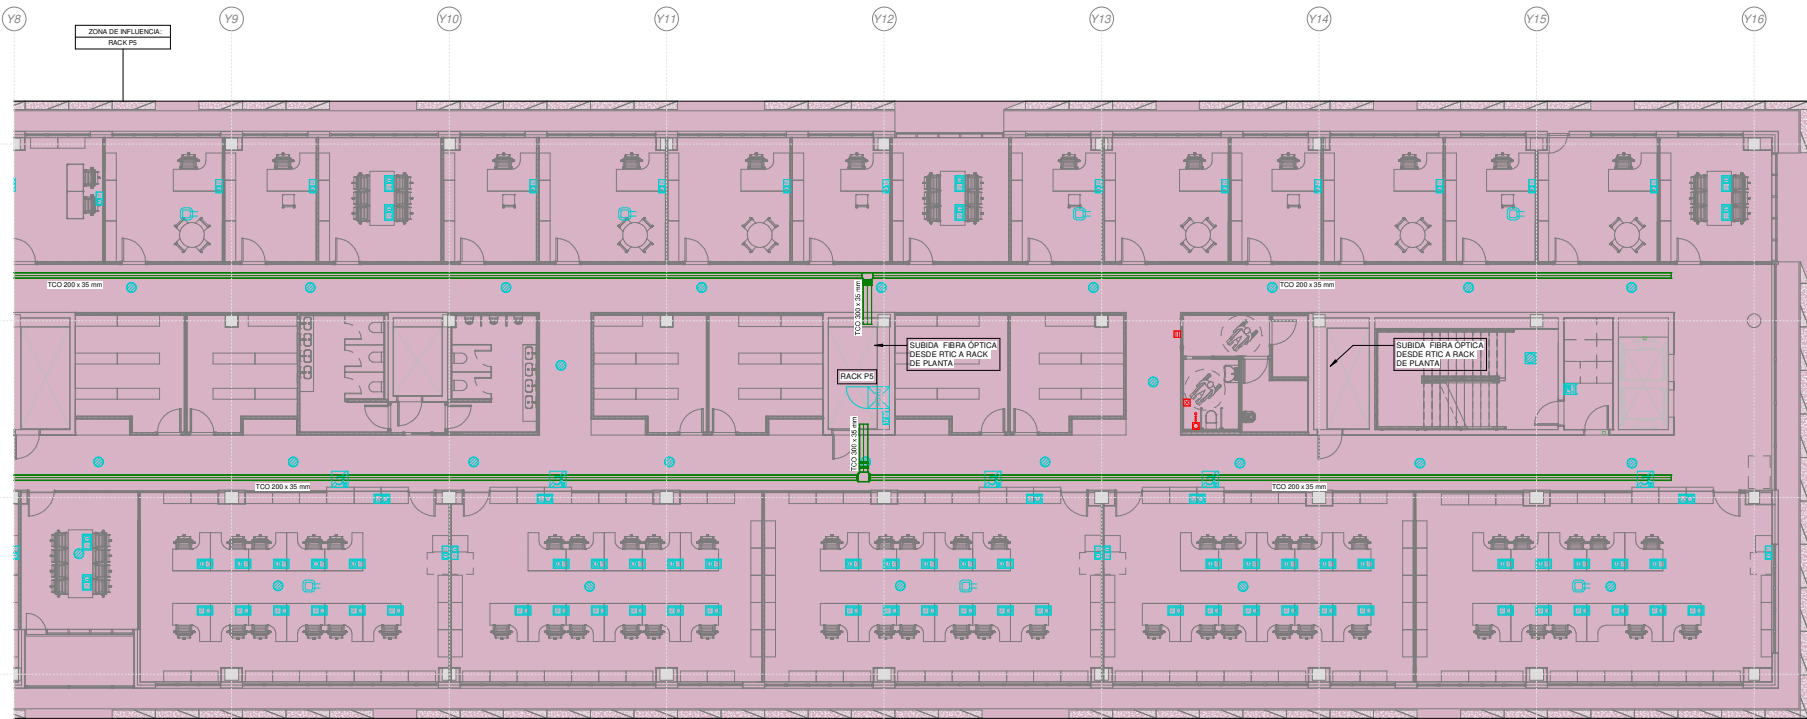 Y8
Y9
Y10
Y11
Y12
Y13
Y14
Y15
Y16
ZONA DE INFLUENCIA:
RACK P5
TCO 200 x 35 mm
TCO 300 x 35 mm
TCO 200 x 35 mm
SUBIDA FIBRA ÓPTICA
DESDE RTIC A RACK
DE PLANTA
SUBIDA FIBRA ÓPTICA
DESDE RTIC A RACK
DE PLANTA
RACK P5
TCO 300 x 35 mm
TCO 200 x 35 mm
TCO 200 x 35 mm